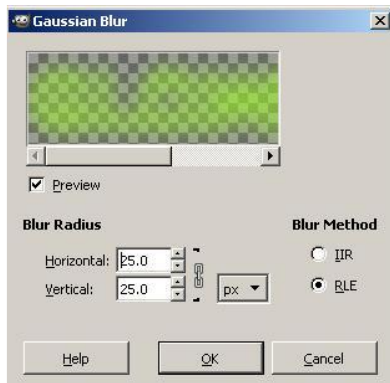 Gaussian Blur
Preview
Blur Radius
Blur Method
Horizontal: 25.0
IIR
Vertical: 25.0
px
RLE
Help
OK
Cancel